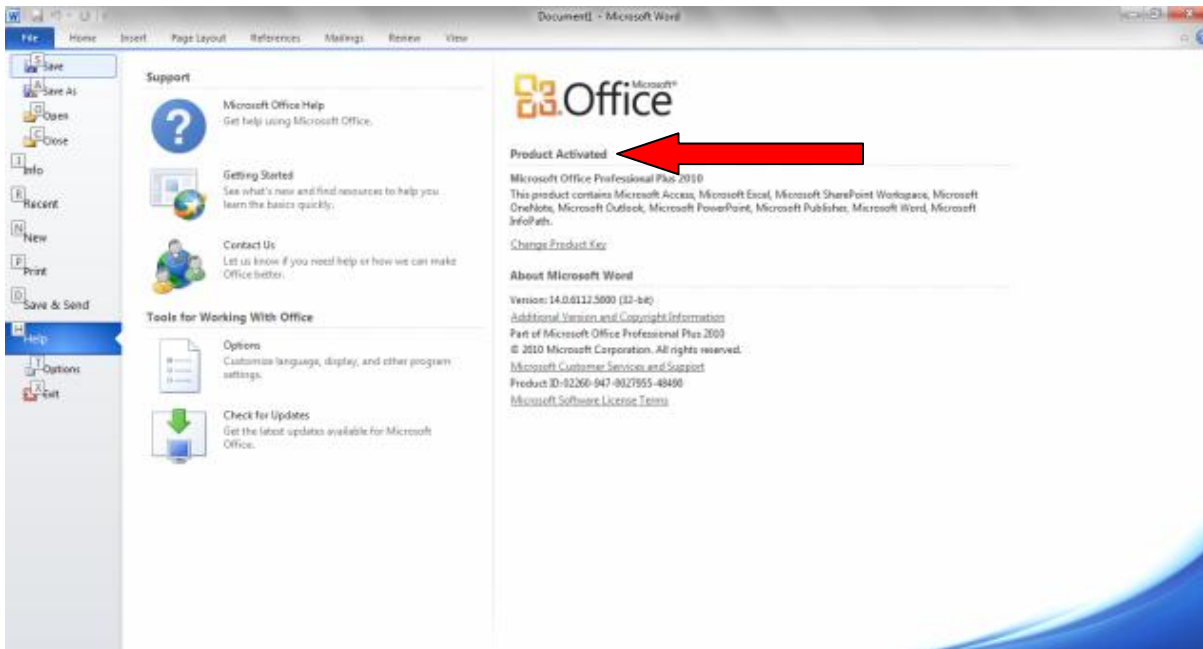 W
Document1 - Microsoft Word
File Home Insert Page Layout References Mailings Review View
S
Save
A
Save As
O
Open
C
Close
I
Info
R
Recent
N
New
P
Print
D
Save & Send
H
Help
T
Options
X
Exit
Support
Microsoft Office Help
Get help using Microsoft Office.
Getting Started
See what's new and find resources to help you
learn the basics quickly.
Contact Us
Let us know if you need help or how we can make
Office better.
Tools for Working With Office
Options
Customize language, display, and other program
settings.
Check for Updates
Get the latest updates available for Microsoft
Office.
Microsoft®
Office
Product Activated
Microsoft Office Professional Plus 2010
This product contains Microsoft Access, Microsoft Excel, Microsoft SharePoint Workspace, Microsoft
OneNote, Microsoft Outlook, Microsoft PowerPoint, Microsoft Publisher, Microsoft Word, Microsoft
InfoPath.
Change Product Key
About Microsoft Word
Version: 14.0.6112.5000 (32-bit)
Additional Version and Copyright Information
Part of Microsoft Office Professional Plus 2010
© 2010 Microsoft Corporation. All rights reserved.
Microsoft Customer Services and Support
Product ID: 02260-947-0027955-48490
Microsoft Software License Terms